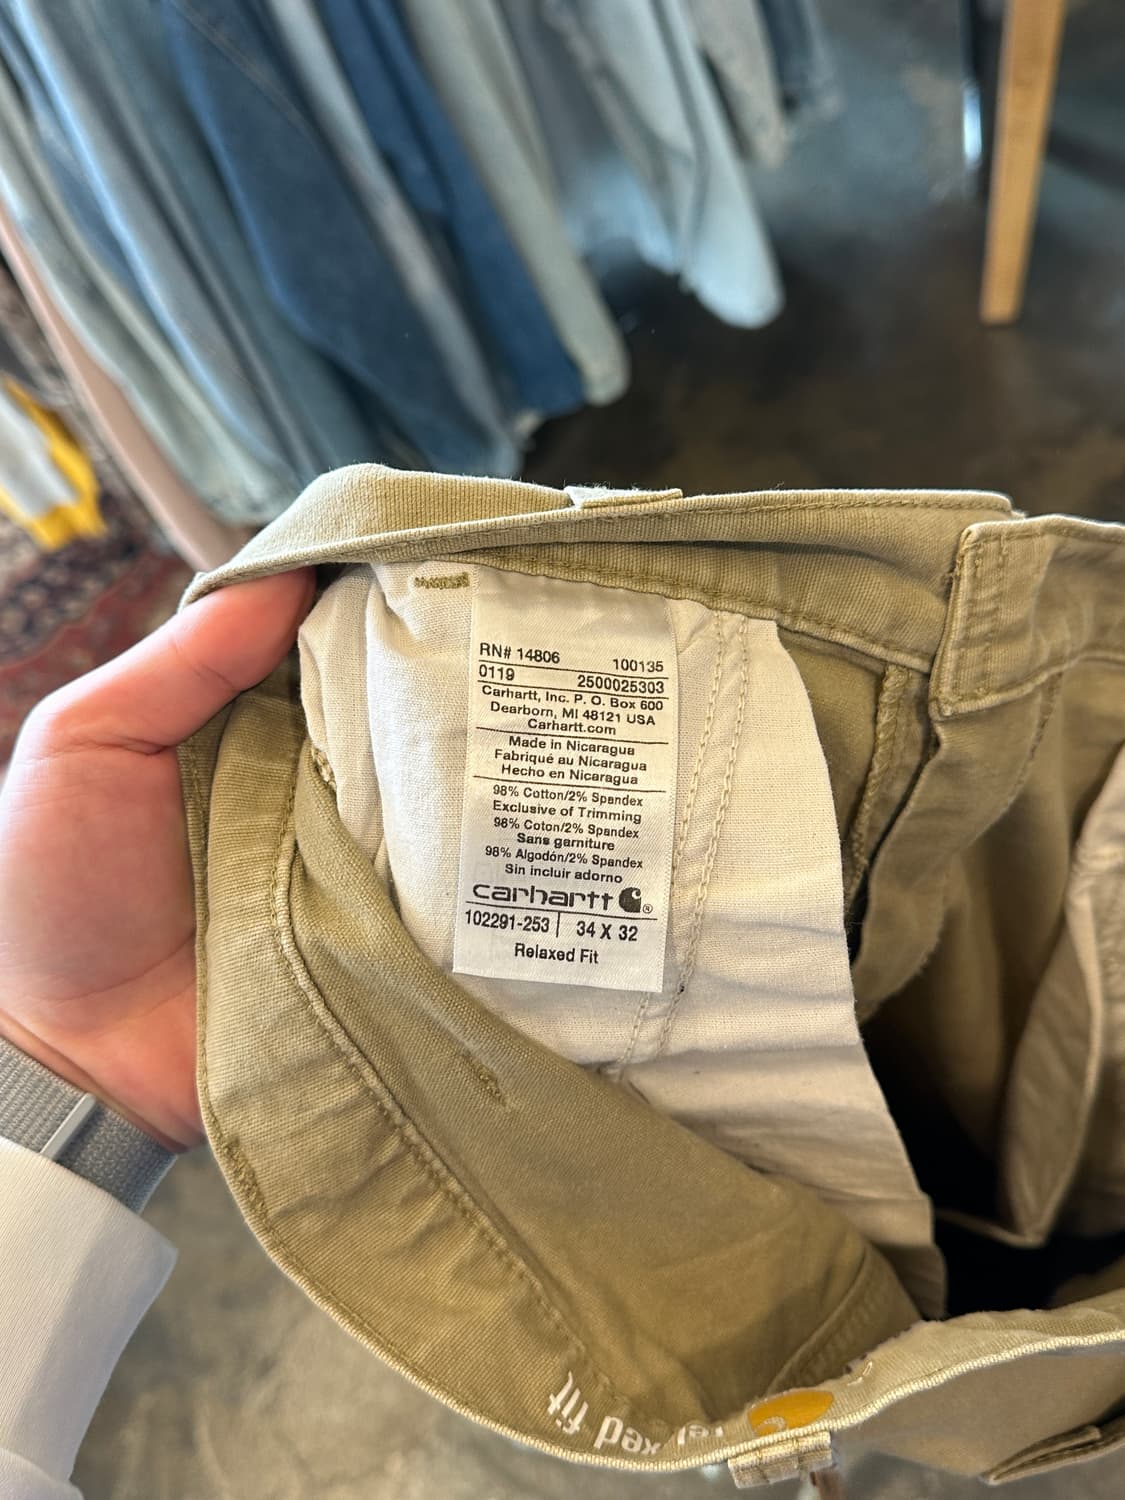 RN# 14806 100135
0119 2500025303
Carhartt, Inc. P. O. Box 600
Dearborn, MI 48121 USA
Carhartt.com
Made in Nicaragua
Fabriqué au Nicaragua
Hecho en Nicaragua
98% Cotton/2% Spandex
Exclusive of Trimming
98% Coton/2% Spandex
Sans garniture
98% Algodón/2% Spandex
Sin incluir adorno
carhartt ®
102291-253 | 34 X 32
Relaxed Fit
relaxed fit